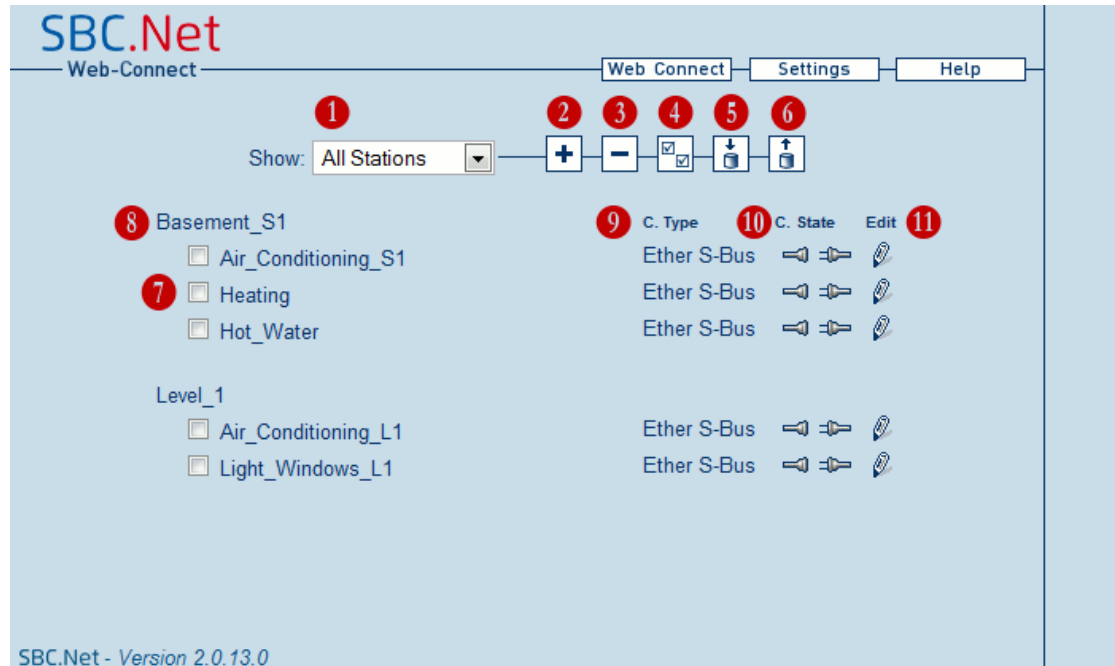 SBC.Net
Web-Connect
Web Connect Settings Help
1 2 3 4 5 6
Show: All Stations
8 Basement_S1 9 C. Type 10 C. State Edit 11
Air_Conditioning_S1 Ether S-Bus
7 Heating Ether S-Bus
Hot_Water Ether S-Bus
Level_1
Air_Conditioning_L1 Ether S-Bus
Light_Windows_L1 Ether S-Bus
SBC.Net - Version 2.0.13.0